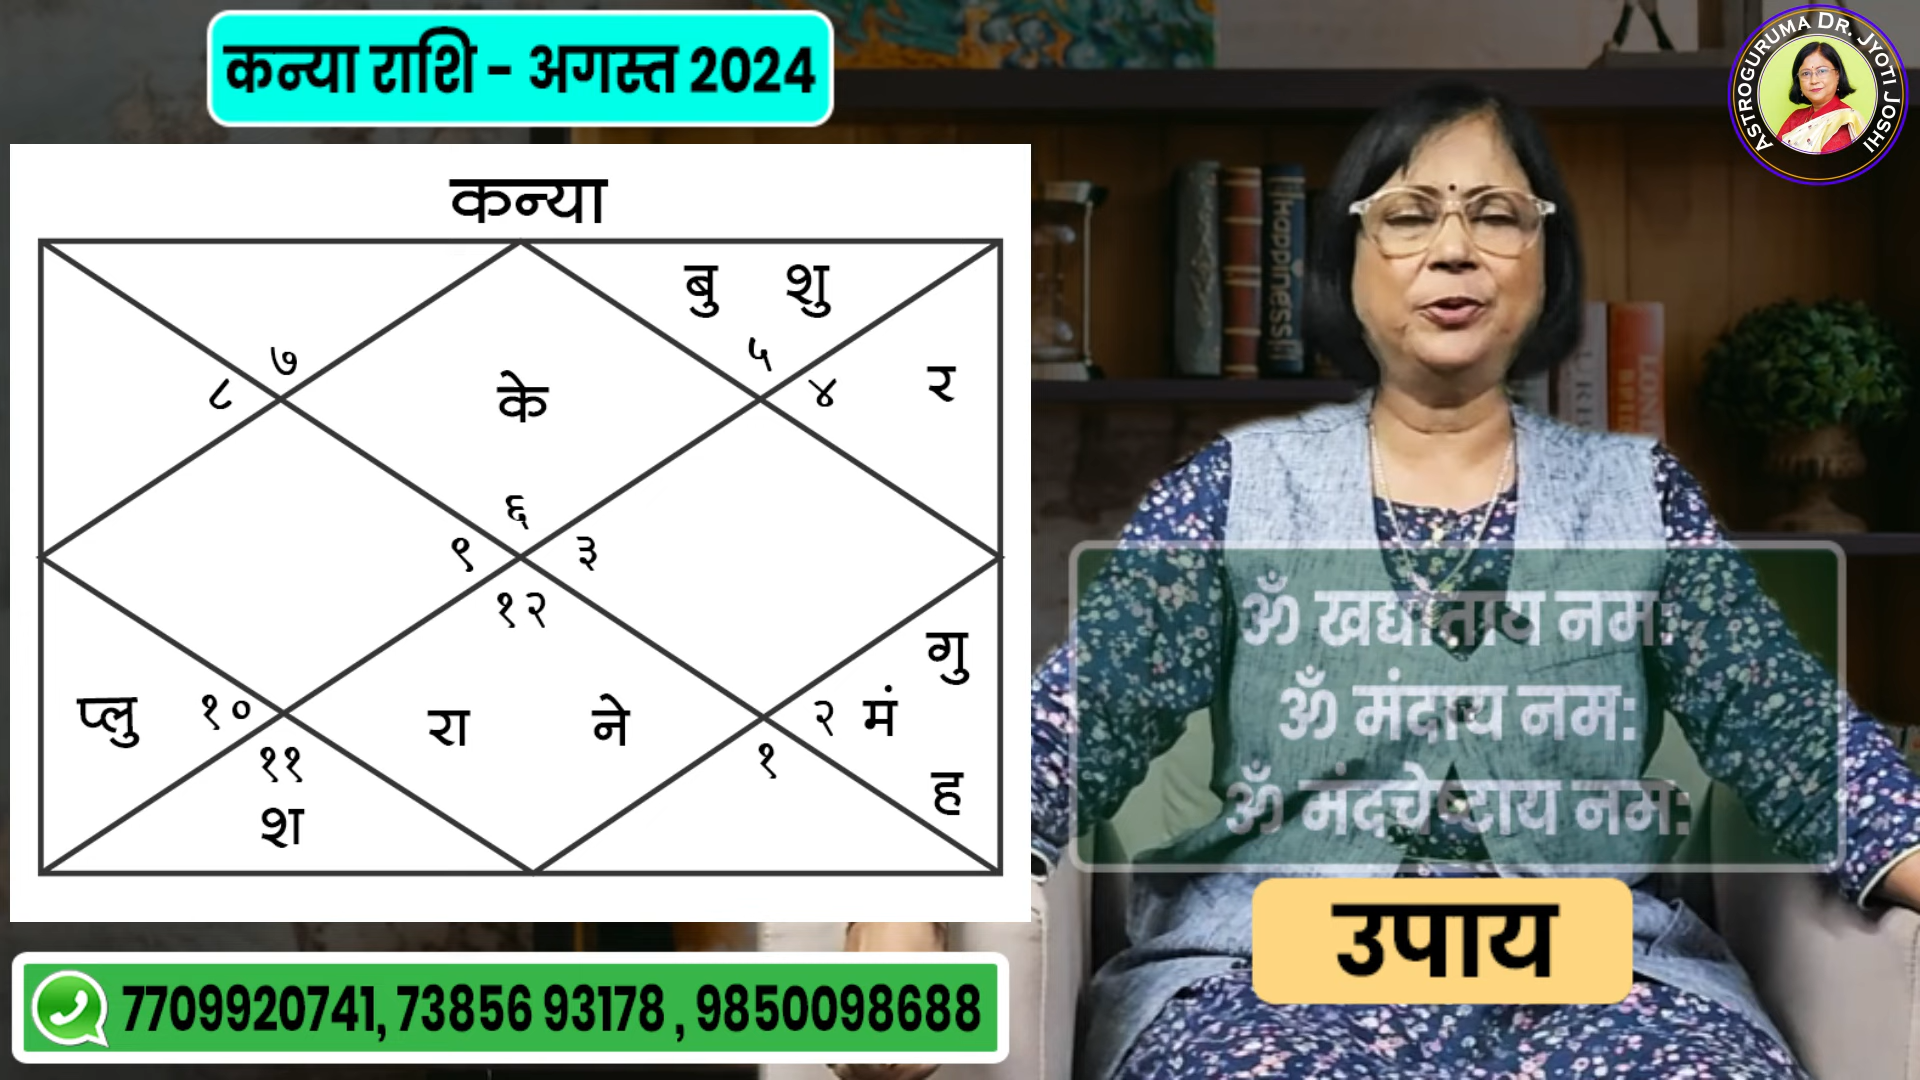 कन्या राशि - अगस्त 2024
ASTROGURUMA DR. JYOTI JOSHI
कन्या
बु शु
७
५
८
४
र
के
६
९
३
१२
गु
प्लु
१०
रा
ने
२
मं
११
१
ह
श
Happiness!!
ॐ खद्योताय नम:
ॐ मंदाय नम:
ॐ मंदचेष्टाय नम:
उपाय
7709920741, 73856 93178 , 9850098688